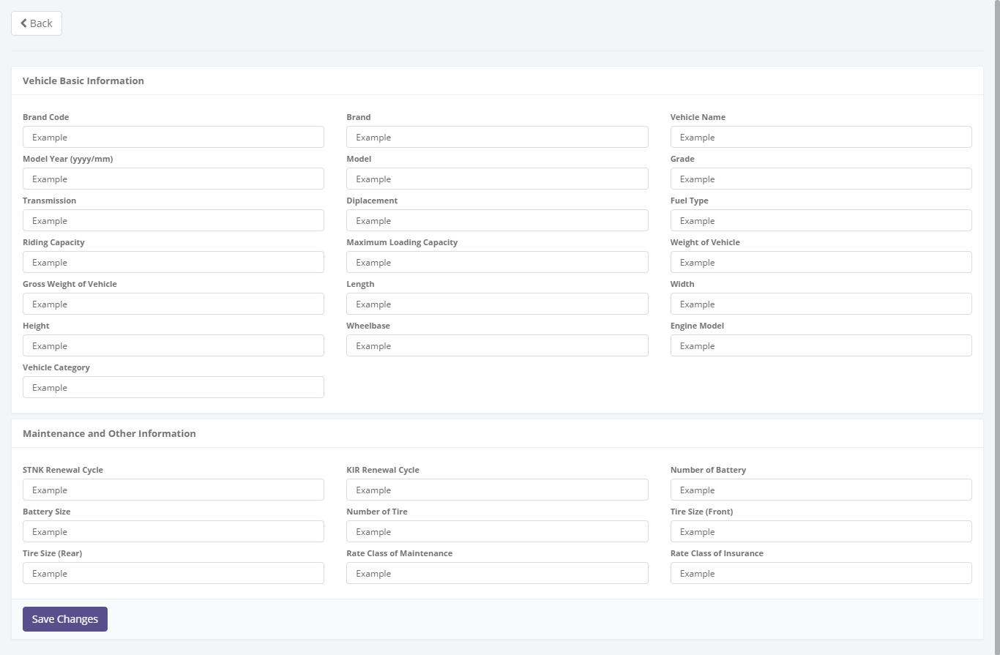 Back
Vehicle Basic Information
Brand Code Brand Vehicle Name
Example Example Example
Model Year (yyyy/mm) Model Grade
Example Example Example
Transmission Diplacement Fuel Type
Example Example Example
Riding Capacity Maximum Loading Capacity Weight of Vehicle
Example Example Example
Gross Weight of Vehicle Length Width
Example Example Example
Height Wheelbase Engine Model
Example Example Example
Vehicle Category
Example
Maintenance and Other Information
STNK Renewal Cycle KIR Renewal Cycle Number of Battery
Example Example Example
Battery Size Number of Tire Tire Size (Front)
Example Example Example
Tire Size (Rear) Rate Class of Maintenance Rate Class of Insurance
Example Example Example
Save Changes